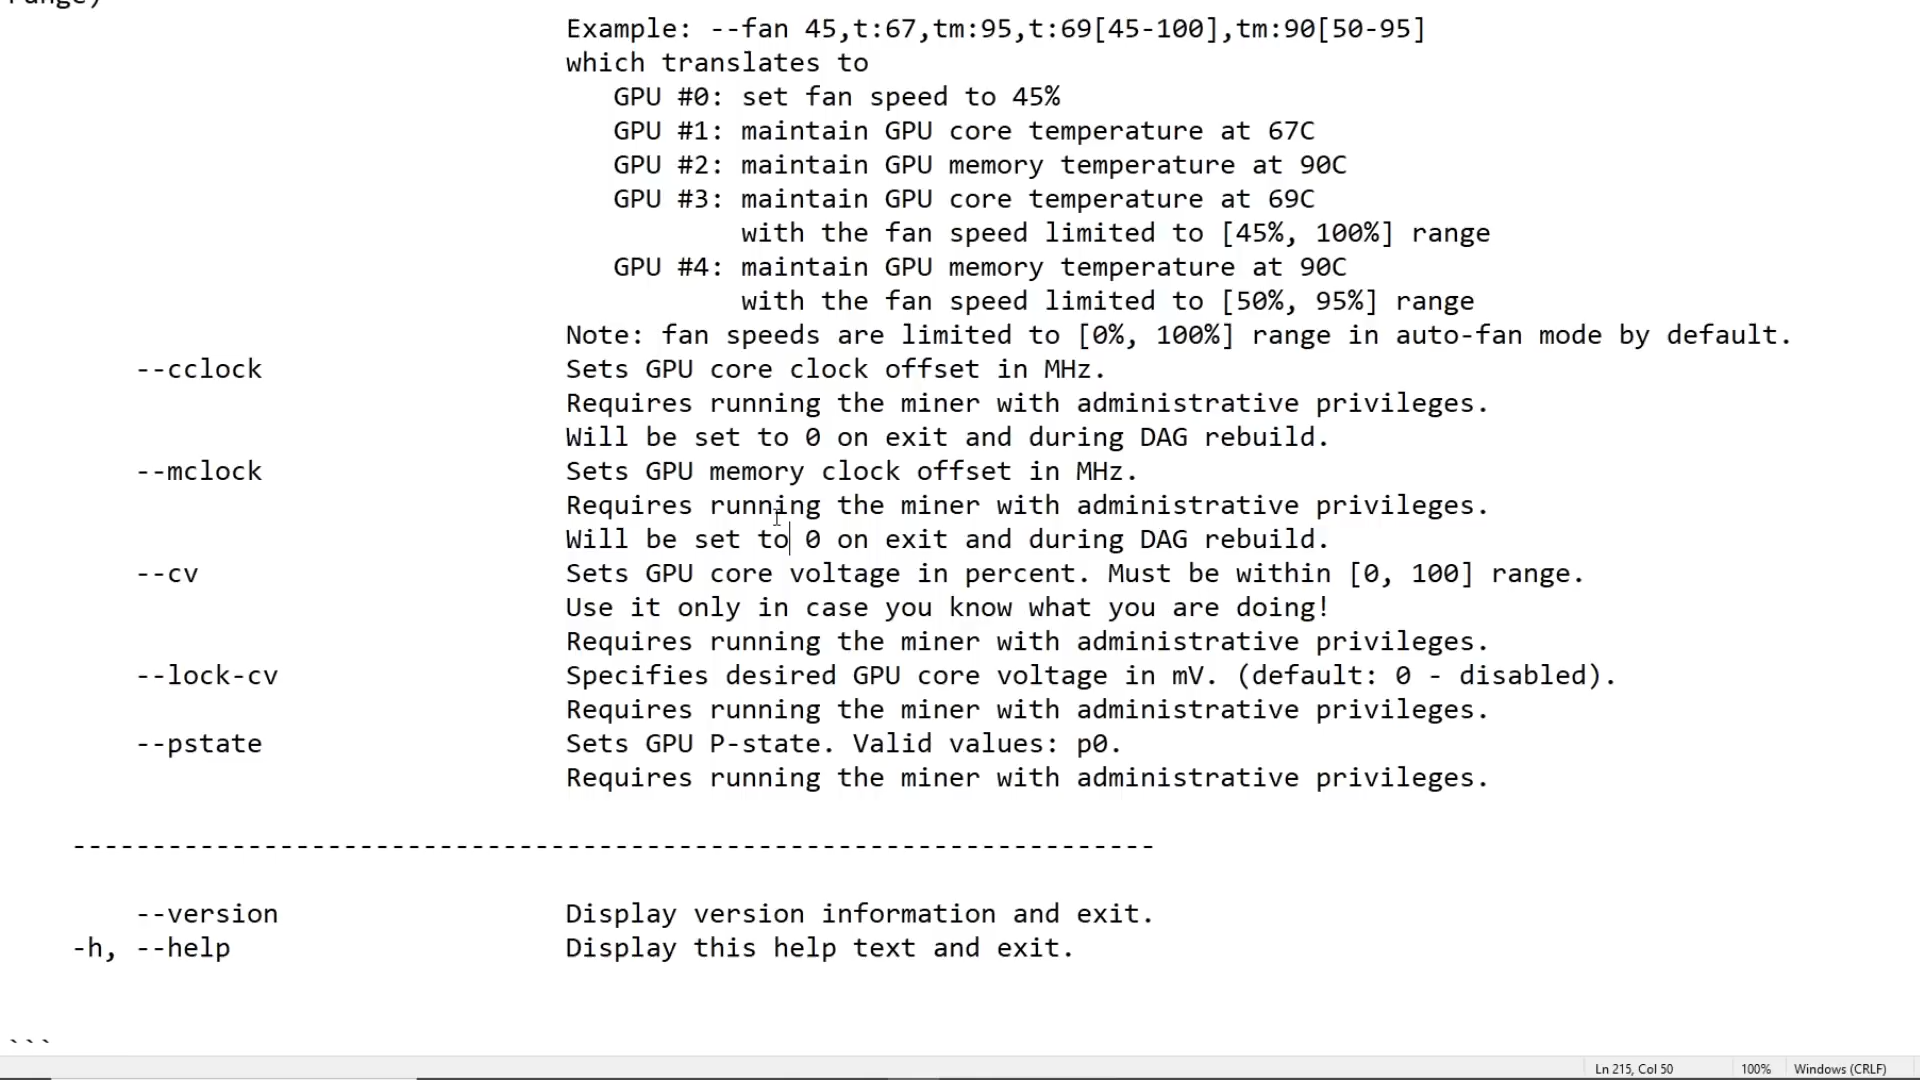 range)
Example: --fan 45,t:67,tm:95,t:69[45-100],tm:90[50-95]
which translates to
GPU #0: set fan speed to 45%
GPU #1: maintain GPU core temperature at 67C
GPU #2: maintain GPU memory temperature at 90C
GPU #3: maintain GPU core temperature at 69C
with the fan speed limited to [45%, 100%] range
GPU #4: maintain GPU memory temperature at 90C
with the fan speed limited to [50%, 95%] range
Note: fan speeds are limited to [0%, 100%] range in auto-fan mode by default.
--cclock Sets GPU core clock offset in MHz.
Requires running the miner with administrative privileges.
Will be set to 0 on exit and during DAG rebuild.
--mclock Sets GPU memory clock offset in MHz.
Requires running the miner with administrative privileges.
Will be set to 0 on exit and during DAG rebuild.
--cv Sets GPU core voltage in percent. Must be within [0, 100] range.
Use it only in case you know what you are doing!
Requires running the miner with administrative privileges.
--lock-cv Specifies desired GPU core voltage in mV. (default: 0 - disabled).
Requires running the miner with administrative privileges.
--pstate Sets GPU P-state. Valid values: p0.
Requires running the miner with administrative privileges.
--------------------------------------------------------------------
--version Display version information and exit.
-h, --help Display this help text and exit.
```
Ln 215, Col 50 100% Windows (CRLF)